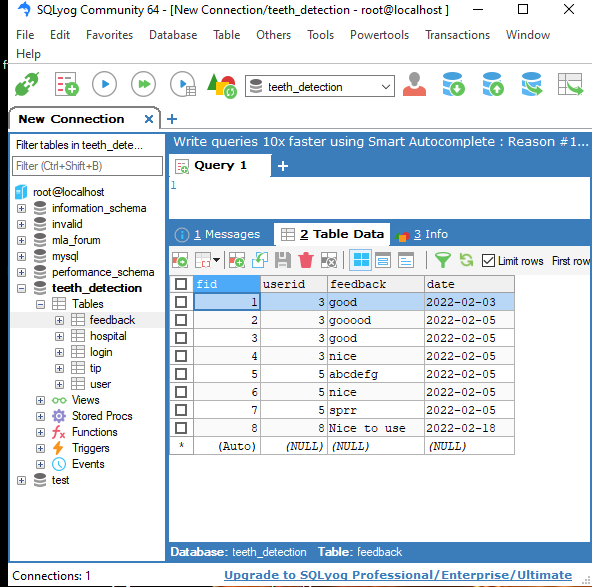 SQLyog Community 64 - [New Connection/teeth_detection - root@localhost ]
File Edit Favorites Database Table Others Tools Powertools Transactions Window
Help
teeth_detection
New Connection
Filter tables in teeth_dete...
Filter (Ctrl+Shift+B)
root@localhost
information_schema
invalid
mla_forum
mysql
performance_schema
teeth_detection
Tables
feedback
hospital
login
tip
user
Views
Stored Procs
Functions
Triggers
Events
test
Write queries 10x faster using Smart Autocomplete : Reason #1...
Query 1
1
1 Messages 2 Table Data 3 Info
Limit rows First row
fid userid feedback date
1 3 good 2022-02-03
2 3 gooood 2022-02-05
3 3 good 2022-02-05
4 3 nice 2022-02-05
5 5 abcdefg 2022-02-05
6 5 nice 2022-02-05
7 5 sprr 2022-02-05
8 8 Nice to use 2022-02-18
* (Auto) (NULL) (NULL) (NULL)
Database: teeth_detection Table: feedback
Connections: 1 Upgrade to SQLyog Professional/Enterprise/Ultimate